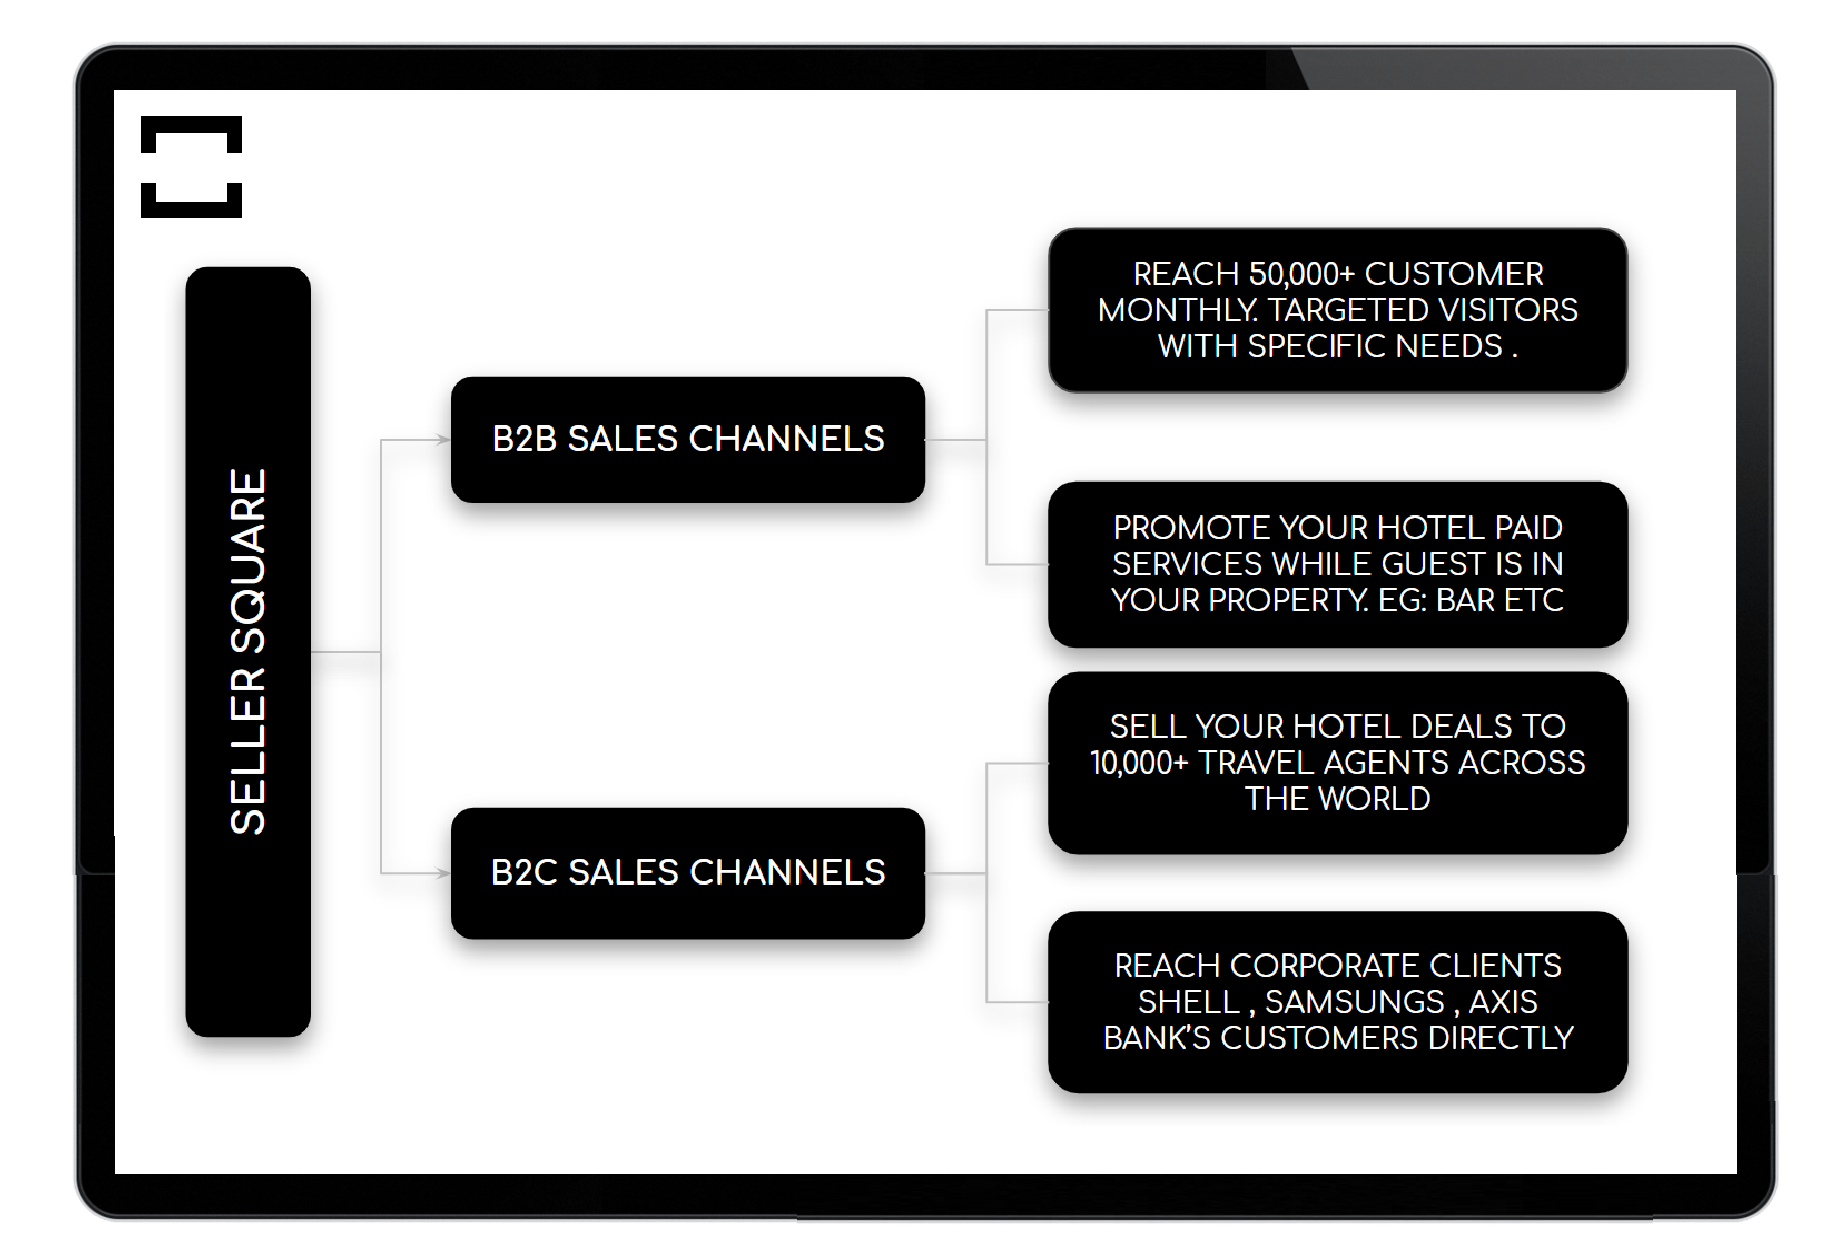 SELLER SQUARE
B2B SALES CHANNELS
REACH 50,000+ CUSTOMER
MONTHLY. TARGETED VISITORS
WITH SPECIFIC NEEDS .
PROMOTE YOUR HOTEL PAID
SERVICES WHILE GUEST IS IN
YOUR PROPERTY. EG: BAR ETC
B2C SALES CHANNELS
SELL YOUR HOTEL DEALS TO
10,000+ TRAVEL AGENTS ACROSS
THE WORLD
REACH CORPORATE CLIENTS
SHELL , SAMSUNGS , AXIS
BANK'S CUSTOMERS DIRECTLY